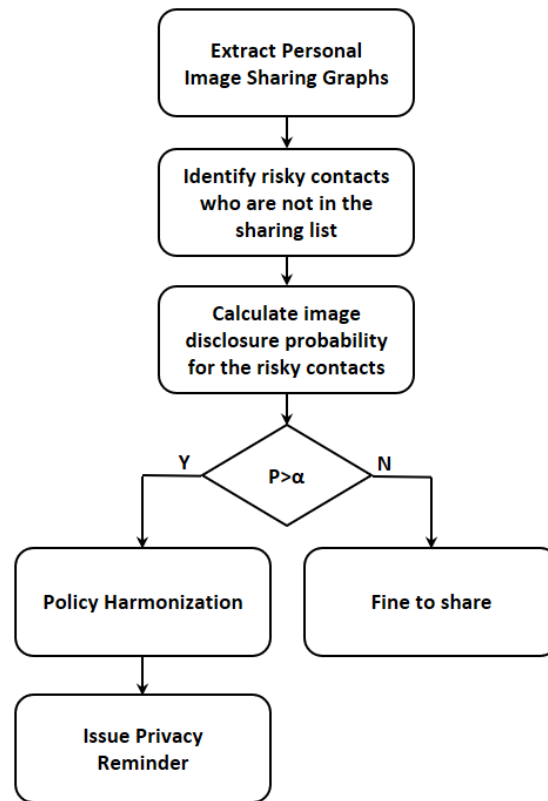 Extract Personal
Image Sharing Graphs
Identify risky contacts
who are not in the
sharing list
Calculate image
disclosure probability
for the risky contacts
Y
P>α
N
Policy Harmonization
Fine to share
Issue Privacy
Reminder